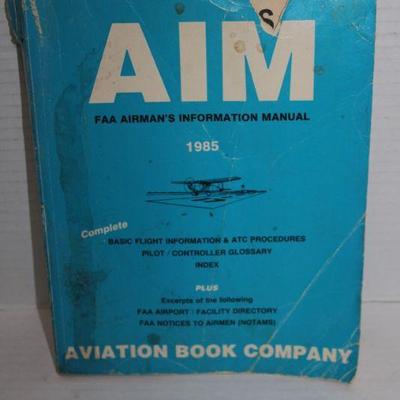 S
AIM
FAA AIRMAN'S INFORMATION MANUAL
1985
Complete
BASIC FLIGHT INFORMATION & ATC PROCEDURES
PILOT / CONTROLLER GLOSSARY
INDEX
PLUS
Excerpts of the following
FAA AIRPORT / FACILITY DIRECTORY
FAA NOTICES TO AIRMEN (NOTAMS)
AVIATION BOOK COMPANY